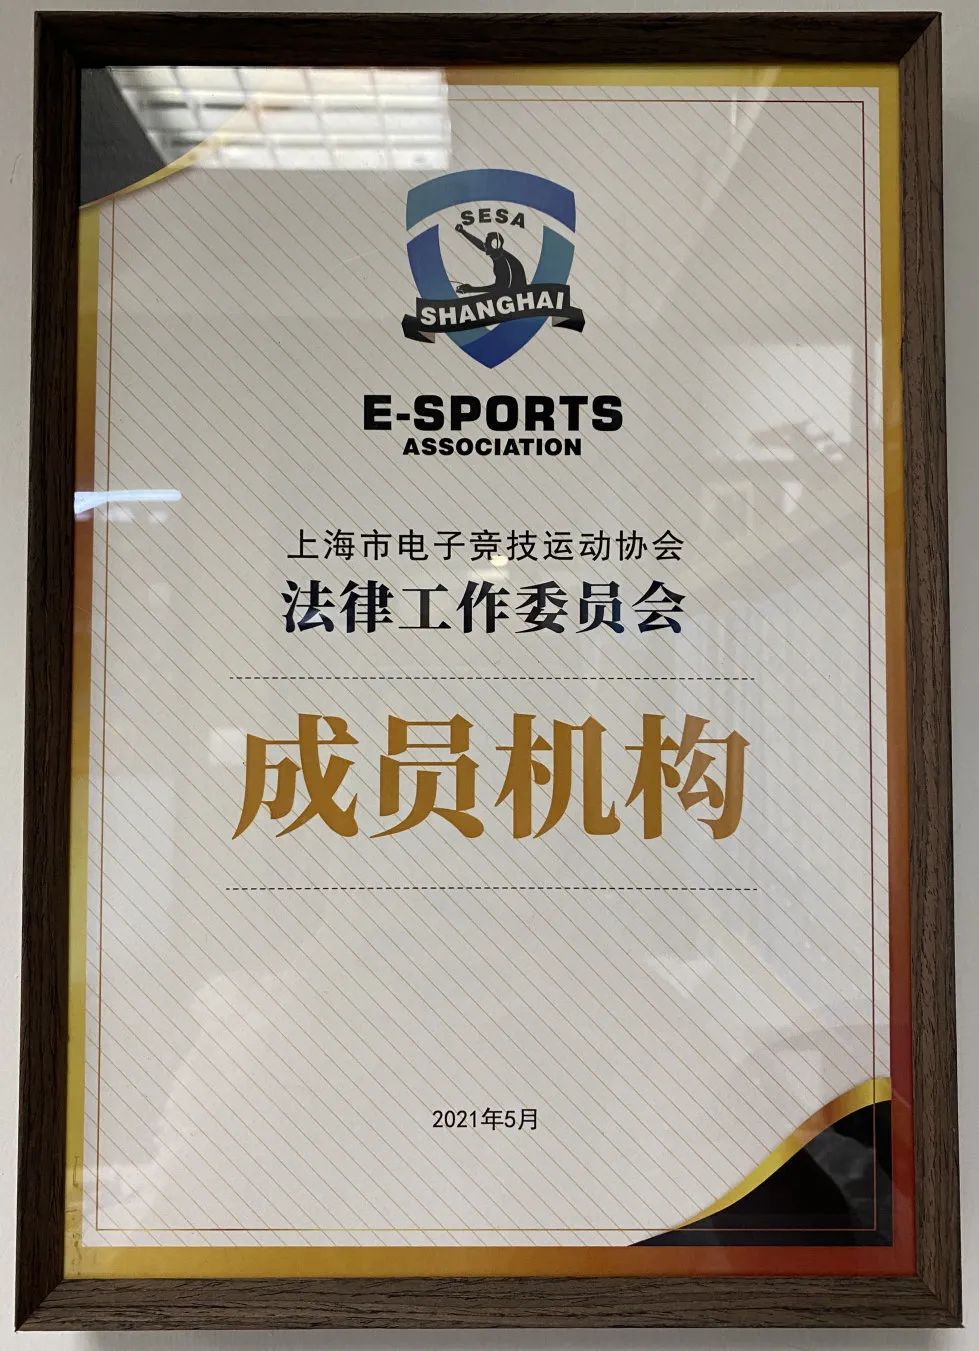 SESA
SHANGHAI
E-SPORTS
ASSOCIATION
上海市电子竞技运动协会
法律工作委员会
成员机构
2021年5月